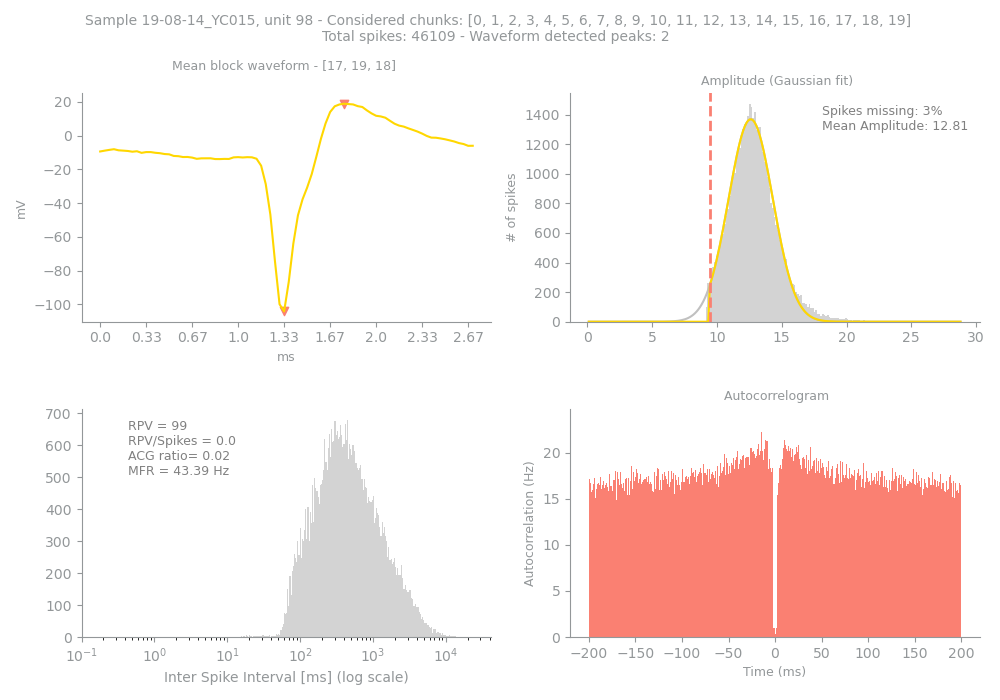 Sample 19-08-14_YC015, unit 98 - Considered chunks: [0, 1, 2, 3, 4, 5, 6, 7, 8, 9, 10, 11, 12, 13, 14, 15, 16, 17, 18, 19]
Total spikes: 46109 - Waveform detected peaks: 2
Mean block waveform - [17, 19, 18]
20
0
−20
−40
−60
−80
−100
mV
0.0 0.33 0.67 1.0 1.33 1.67 2.0 2.33 2.67
ms
Amplitude (Gaussian fit)
Spikes missing: 3%
Mean Amplitude: 12.81
1400
1200
1000
800
600
400
200
0
# of spikes
0 5 10 15 20 25 30
RPV = 99
RPV/Spikes = 0.0
ACG ratio= 0.02
MFR = 43.39 Hz
700
600
500
400
300
200
100
0
10⁻¹ 10⁰ 10¹ 10² 10³ 10⁴
Inter Spike Interval [ms] (log scale)
Autocorrelogram
20
15
10
5
0
Autocorrelation (Hz)
−200 −150 −100 −50 0 50 100 150 200
Time (ms)